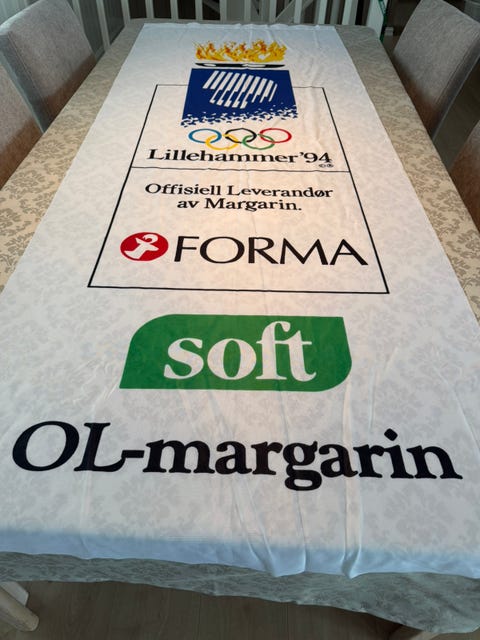 Lillehammer '94
©®
Offisiell Leverandør
av Margarin.
FORMA
soft
OL-margarin